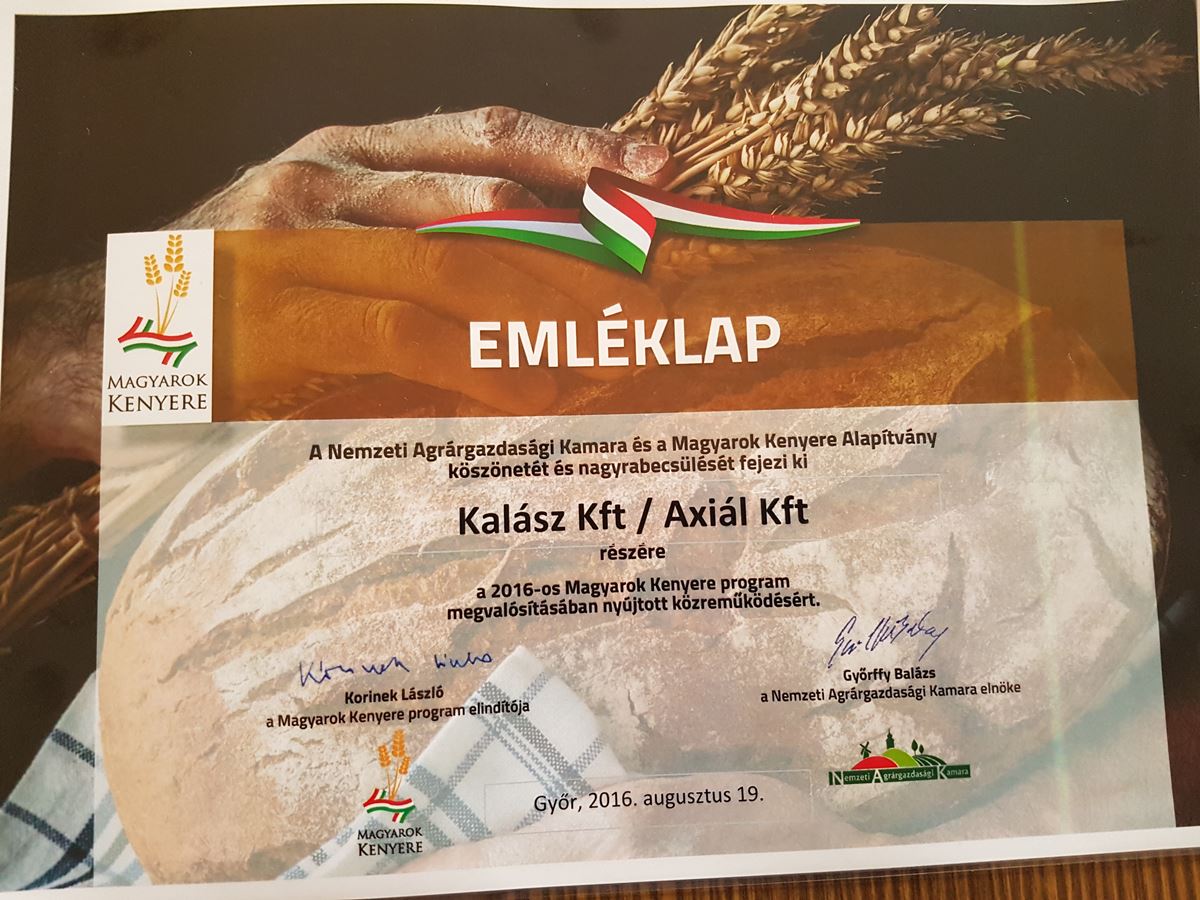 EMLÉKLAP
MAGYAROK
KENYERE
A Nemzeti Agrárgazdasági Kamara és a Magyarok Kenyere Alapítvány
köszönetét és nagyrabecsülését fejezi ki
Kalász Kft / Axiál Kft
részére
a 2016-os Magyarok Kenyere program
megvalósításában nyújtott közreműködésért.
Korinek László
a Magyarok Kenyere program elindítója
Győrffy Balázs
a Nemzeti Agrárgazdasági Kamara elnöke
MAGYAROK
KENYERE
Nemzeti Agrárgazdasági Kamara
Győr, 2016. augusztus 19.